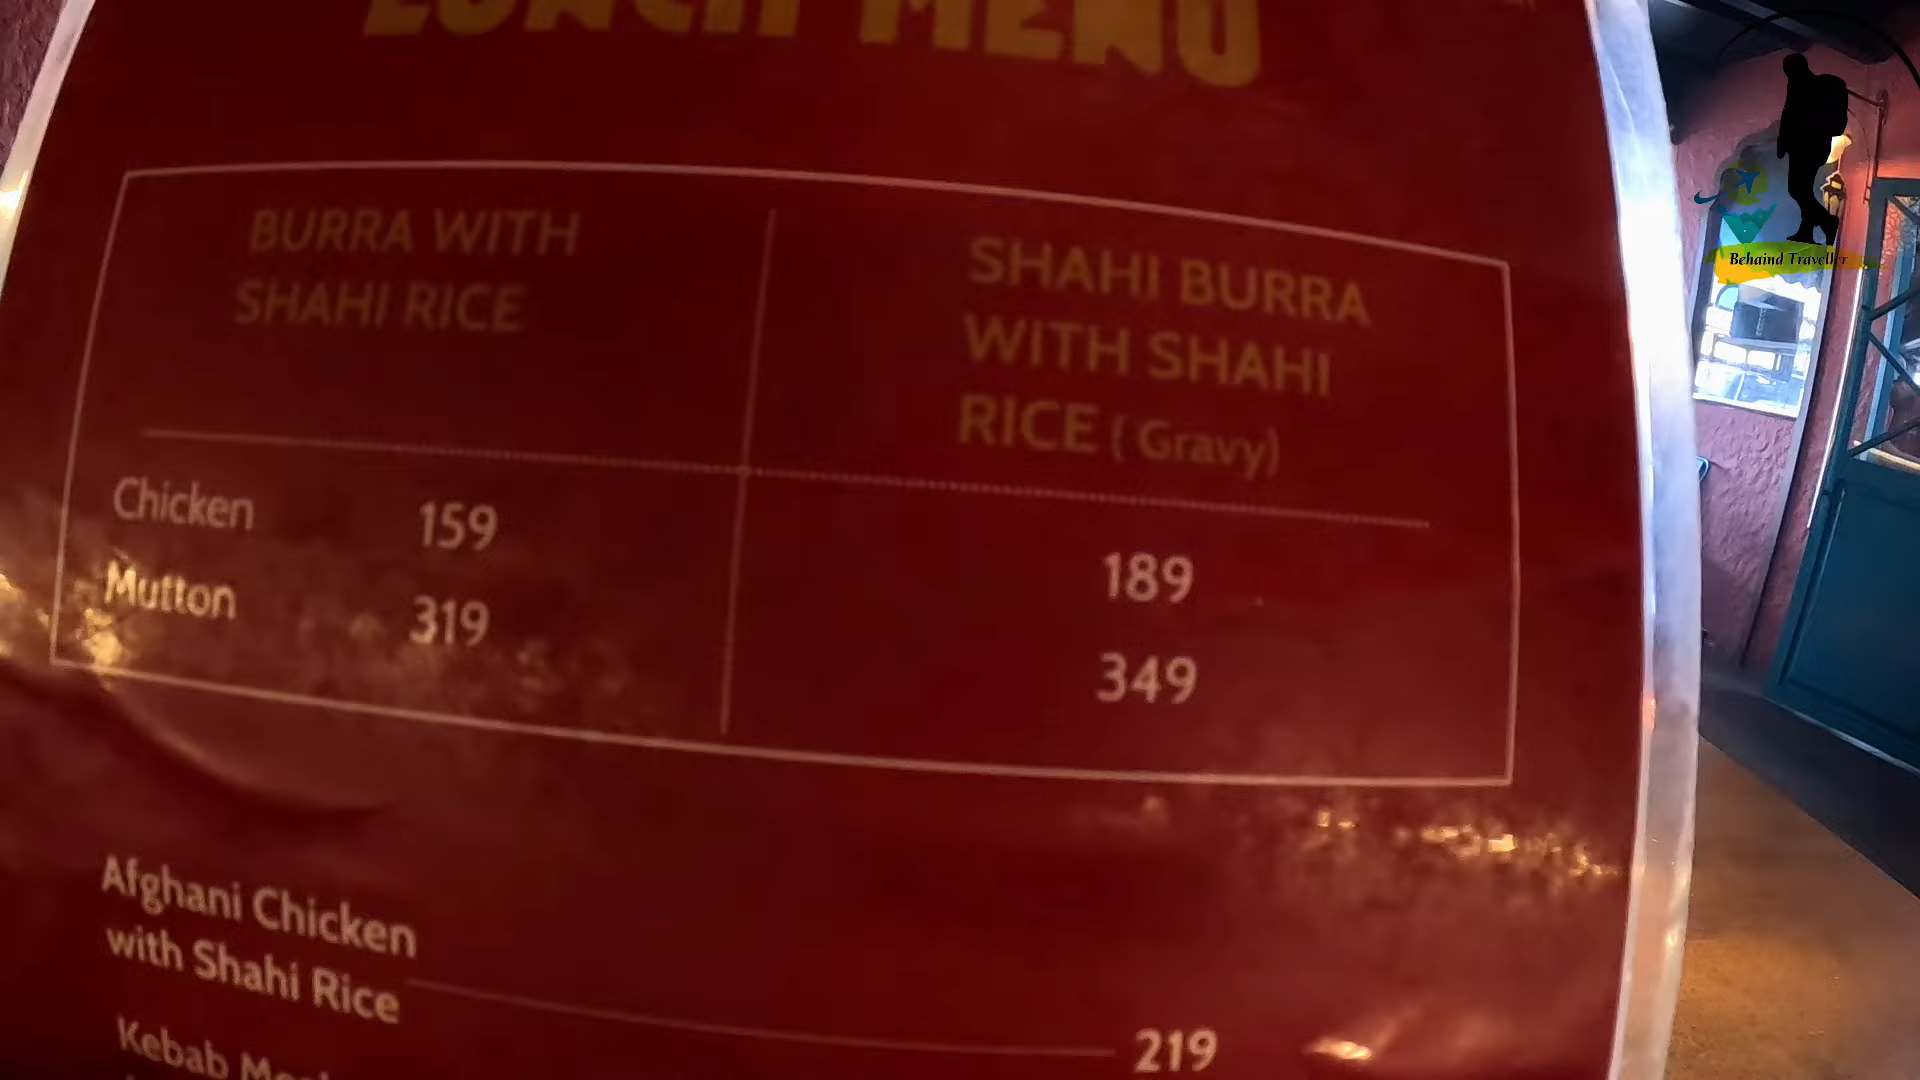 LUNCH MENU
BURRA WITH
SHAHI RICE
SHAHI BURRA
WITH SHAHI
RICE ( Gravy)
Chicken 159 189
Mutton 319 349
Afghani Chicken
with Shahi Rice 219
Kebab
Behaind Traveller